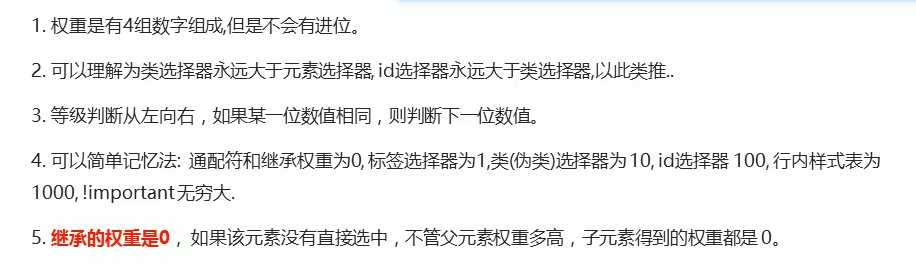 1. 权重是有4组数字组成,但是不会有进位。
2. 可以理解为类选择器永远大于元素选择器, id选择器永远大于类选择器,以此类推..
3. 等级判断从左向右，如果某一位数值相同，则判断下一位数值。
4. 可以简单记忆法: 通配符和继承权重为0, 标签选择器为1,类(伪类)选择器为 10, id选择器 100, 行内样式表为
1000, !important 无穷大.
5. 继承的权重是0 ，如果该元素没有直接选中，不管父元素权重多高，子元素得到的权重都是 0。